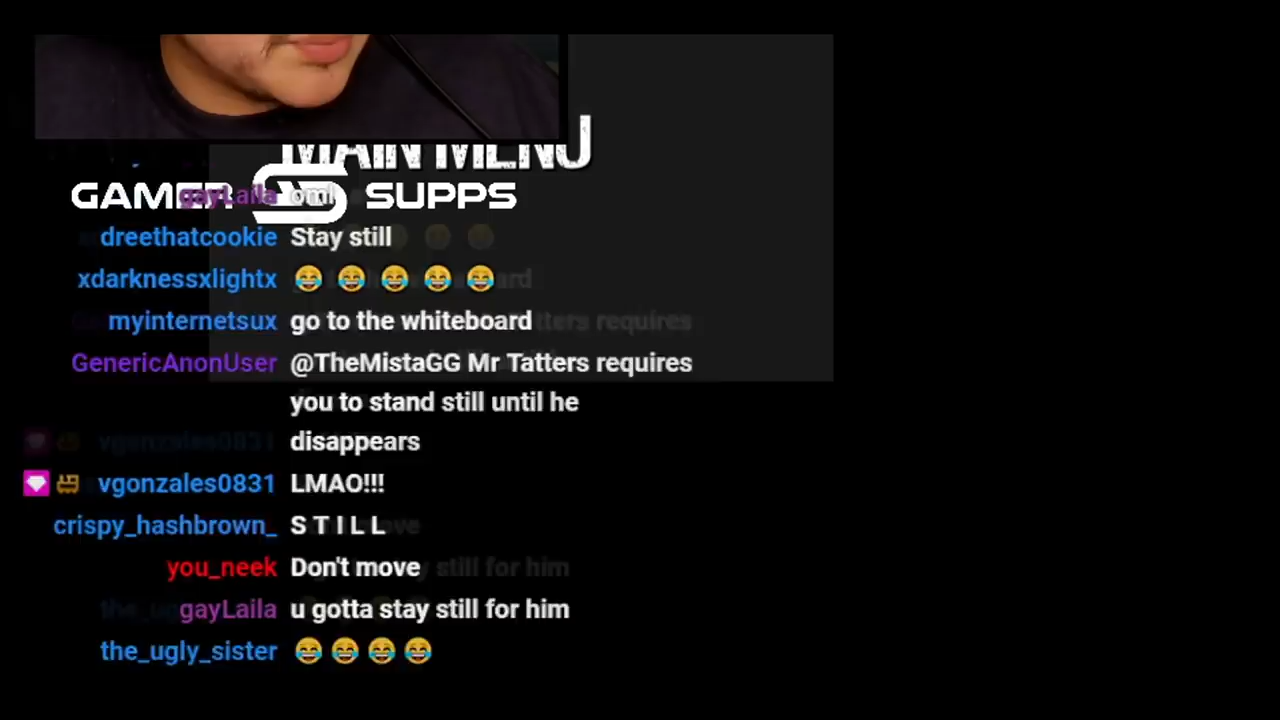 MAIN MENU
GAMER SUPPS
gayLaila oml
dreethatcookie Stay still
xdarknessxlightx 😂 😂 😂 😂 😂
myinternetsux go to the whiteboard
GenericAnonUser @TheMistaGG Mr Tatters requires
you to stand still until he
disappears
vgonzales0831 LMAO!!!
crispy_hashbrown_ S T I L L
you_neek Don't move
gayLaila u gotta stay still for him
the_ugly_sister 😂 😂 😂 😂